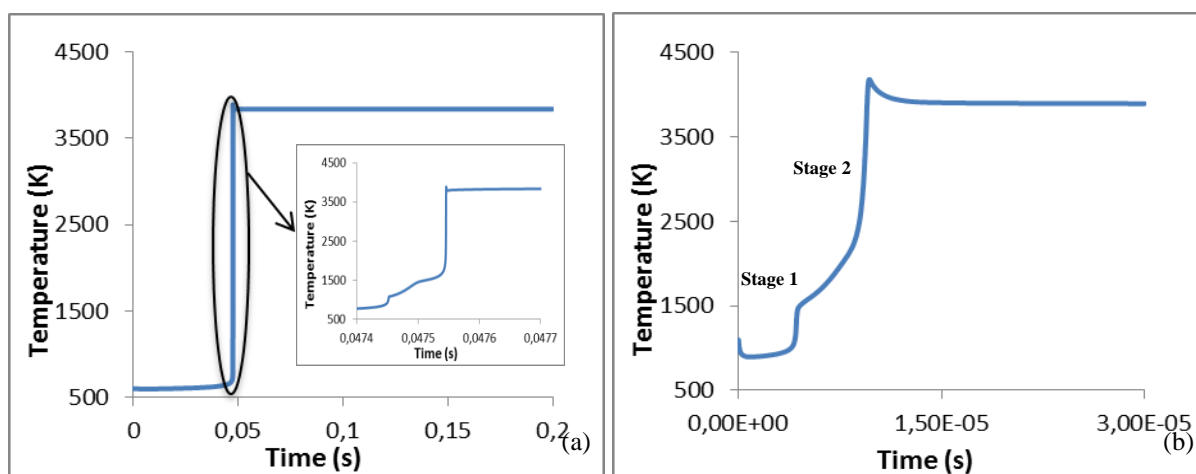 4500
3500
2500
1500
500
Temperature (K)
0
0,05
0,1
0,15
0,2
Time (s)
4500
3500
2500
1500
500
Temperature (K)
0,0474
0,0475
0,0476
0,0477
Time (s)
(a)
4500
3500
2500
1500
500
Temperature (K)
Stage 2
Stage 1
0,00E+00
1,50E-05
3,00E-05
Time (s)
(b)